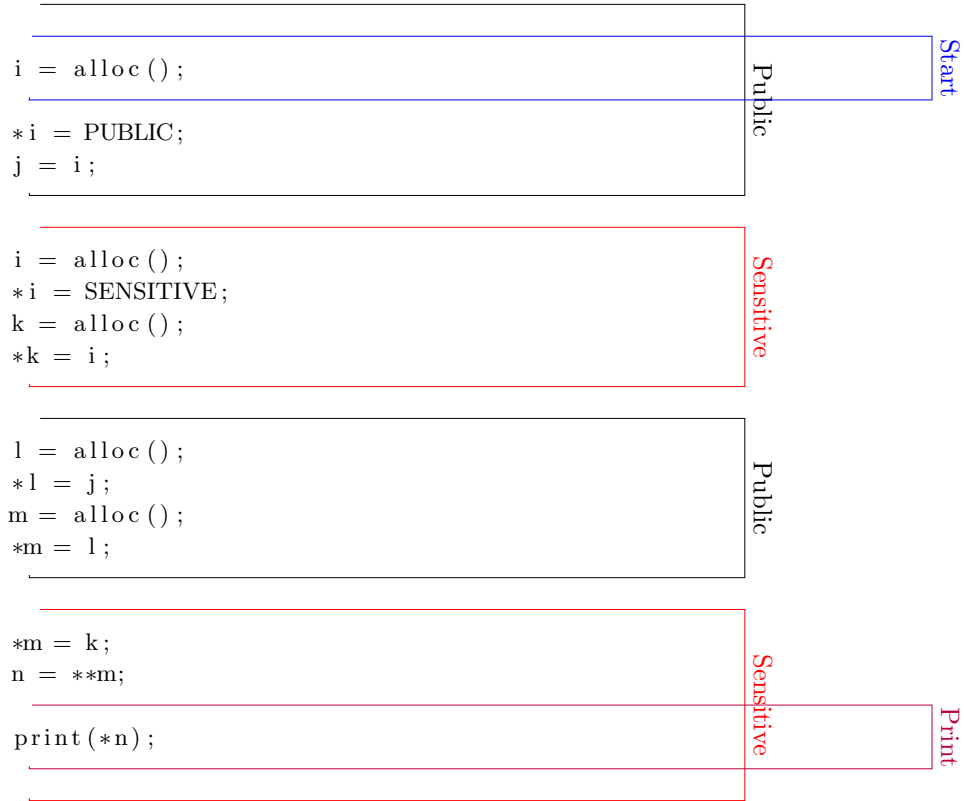 i = alloc();
*i = PUBLIC;
j = i;
Start
Public
i = alloc();
*i = SENSITIVE;
k = alloc();
*k = i;
Sensitive
l = alloc();
*l = j;
m = alloc();
*m = l;
Public
*m = k;
n = **m;
print(*n);
Sensitive
Print